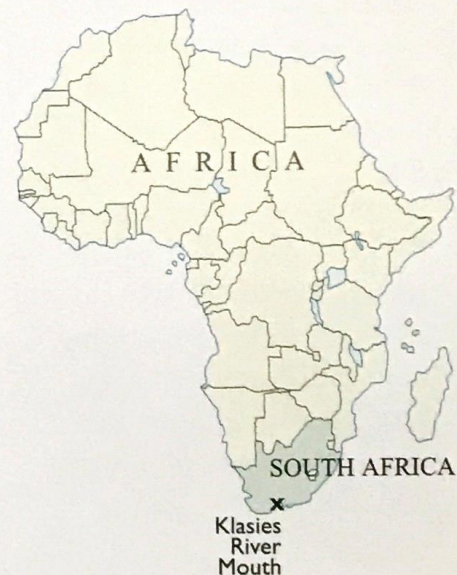 AFRICA
SOUTH AFRICA
x
Klasies
River
Mouth